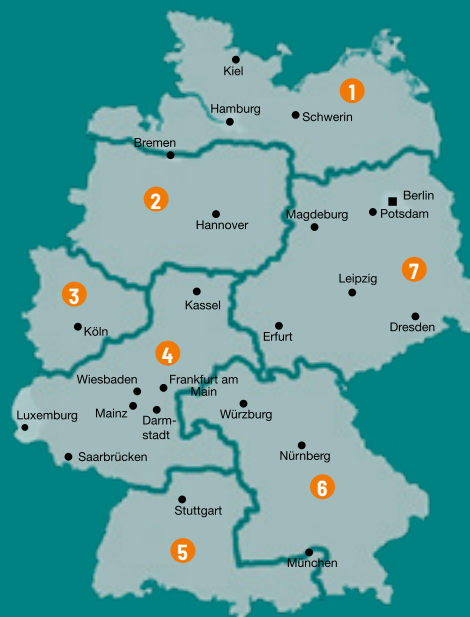 Kiel
1
Hamburg
Schwerin
Bremen
Berlin
2
Potsdam
Hannover
Magdeburg
7
Leipzig
3
Kassel
Dresden
Köln
Erfurt
4
Wiesbaden
Frankfurt am
Main
Mainz
Darm-
stadt
Würzburg
Luxemburg
Nürnberg
Saarbrücken
6
Stuttgart
5
München